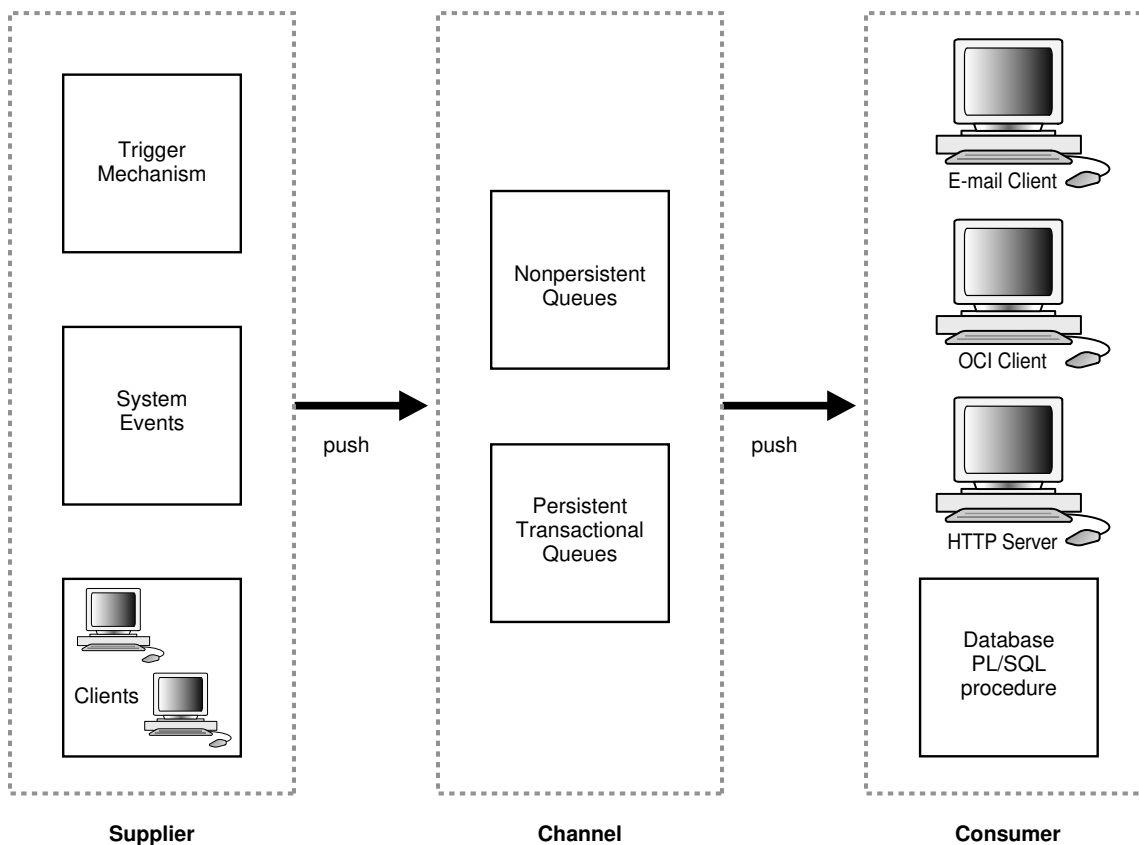 Trigger
Mechanism
System
Events
Clients
Supplier
push
Nonpersistent
Queues
Persistent
Transactional
Queues
Channel
push
E-mail Client
OCI Client
HTTP Server
Database
PL/SQL
procedure
Consumer